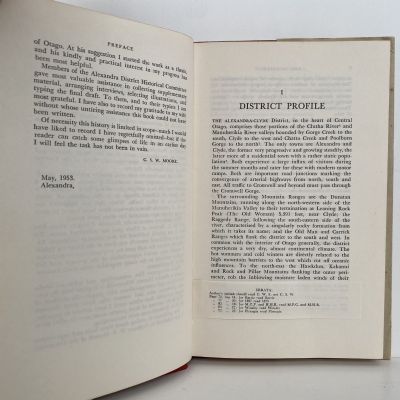 PREFACE
of Otago. At his suggestion I started the work as a thesis,
and his kindly and practical interest in my progress has
been most helpful.
Members of the Alexandra District Historical Committee
gave most valuable assistance in collecting supplementary
material, arranging interviews, selecting illustrations, and
typing the final draft. To them, and to their typist I am
most grateful. I have also to record my gratitude to my wife
without whose untiring assistance this book could not have
been written.
Of necessity this history is limited in scope—much I would
have liked to record I have regretfully omitted—but if the
reader can catch some glimpses of life in other eras
I will feel the task has not been in vain.
C. S. W. MOORE.
May, 1953.
Alexandra,
1
DISTRICT PROFILE
THE ALEXANDRA-CLYDE District, in the heart of Central
Otago, comprises those portions of the Clutha River and
Manuherikia River valleys bounded by Gorge Creek to the
south, Clyde to the west and Chatto Creek and Poolburn
Gorge to the north. The only towns are Alexandra and
Clyde, the former very progressive and growing steadily, the
latter more of a residential town with a rather static popu-
lation. Both experience a large influx of visitors during the
summer months and cater for these with modern camping
areas. Both are important road junctions marking the
convergence of arterial highways from north, south and
east. All traffic to Cromwell and beyond must pass through
the Cromwell Gorge.
The surrounding Mountain Ranges are the Dunstan
Mountains, running along the north-eastern side of the
Manuherikia Valley to their termination at Leaning Rock
Peak (The Old Woman) feet, near Clyde; the
Raggedy Range, following the south-eastern side of the
river, characterised by a singularly rocky formation from
which it takes its name; and the Old Man and Garvie
Ranges which flank the district to the south and west. In
common with the interior of Otago generally, the district
experiences a very dry, almost continental climate. The
hot summers and cold winters are directly related to the
high mountain barriers to the west which cut off oceanic
influences. To the north-east the Hawkdun, Kakanui
and Rock and Pillar Mountains flanking the outer peri-
meter, rob the inflowing moisture laden winds of their
ERRATA:
Author's initials should read